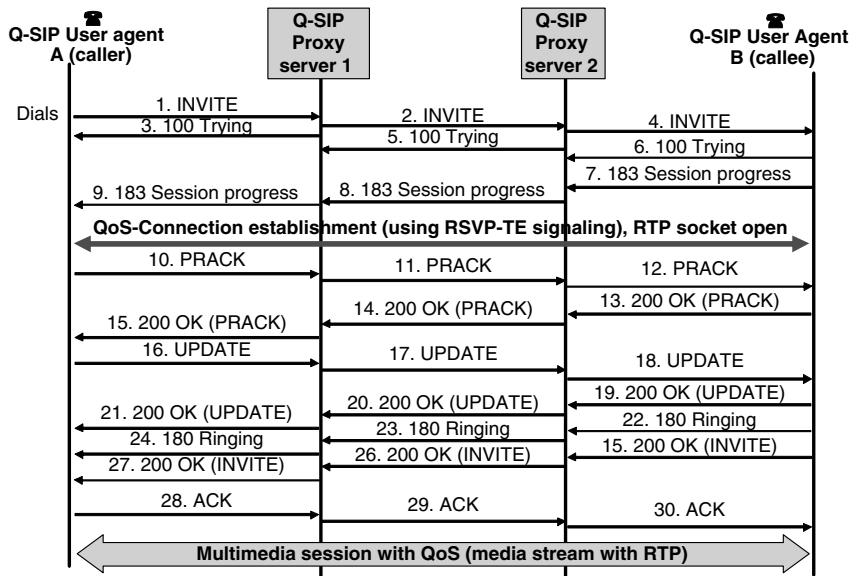 Q-SIP User agent
A (caller)
Q-SIP
Proxy
server 1
Q-SIP
Proxy
server 2
Q-SIP User Agent
B (callee)
Dials
1. INVITE
2. INVITE
3. 100 Trying
4. INVITE
5. 100 Trying
6. 100 Trying
7. 183 Session progress
8. 183 Session progress
9. 183 Session progress
QoS-Connection establishment (using RSVP-TE signaling), RTP socket open
10. PRACK
11. PRACK
12. PRACK
13. 200 OK (PRACK)
14. 200 OK (PRACK)
15. 200 OK (PRACK)
16. UPDATE
17. UPDATE
18. UPDATE
19. 200 OK (UPDATE)
20. 200 OK (UPDATE)
21. 200 OK (UPDATE)
22. 180 Ringing
23. 180 Ringing
24. 180 Ringing
15. 200 OK (INVITE)
26. 200 OK (INVITE)
27. 200 OK (INVITE)
28. ACK
29. ACK
30. ACK
Multimedia session with QoS (media stream with RTP)